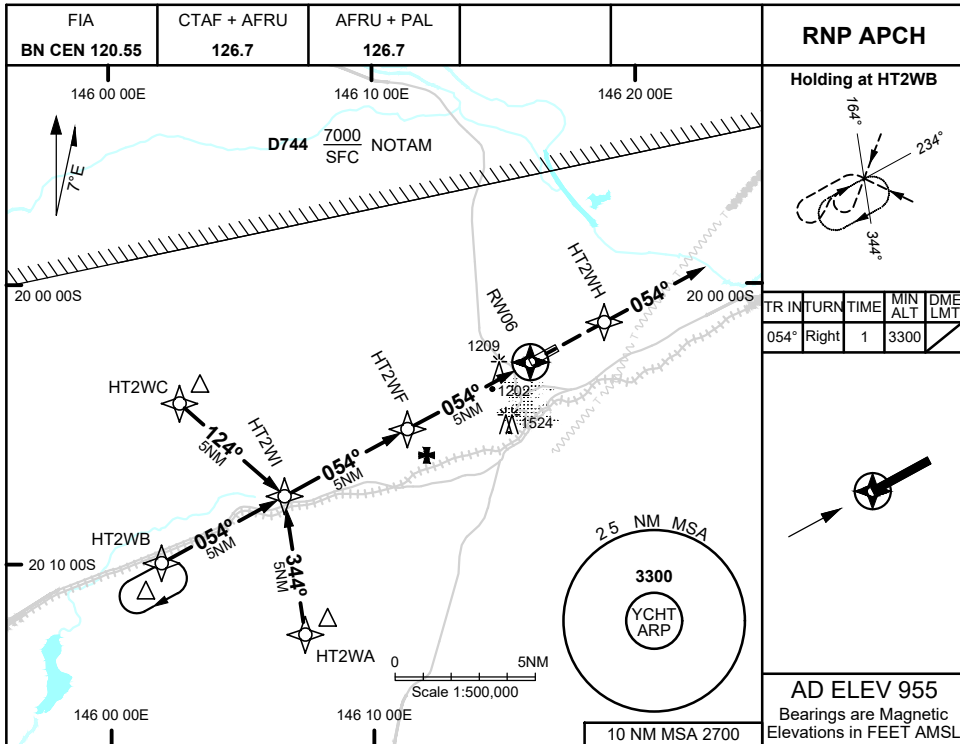 FIA
BN CEN 120.55
CTAF + AFRU
126.7
AFRU + PAL
126.7
RNP APCH
146 00 00E
146 10 00E
146 20 00E
7°E
D744 7000 SFC NOTAM
Holding at HT2WB
164°
234°
344°
TR IN TURN TIME MIN ALT DME LMT
054° Right 1 3300
20 00 00S
20 00 00S
HT2WH
054°
RW06
1209
1202
1524
HT2WF
054°
5NM
HT2WC
124°
5NM
HT2WI
054°
5NM
HT2WB
054°
5NM
20 10 00S
344°
5NM
HT2WA
T
T
T
25 NM MSA
3300
YCHT
ARP
0 5NM
Scale 1:500,000
146 00 00E
146 10 00E
10 NM MSA 2700
AD ELEV 955
Bearings are Magnetic
Elevations in FEET AMSL